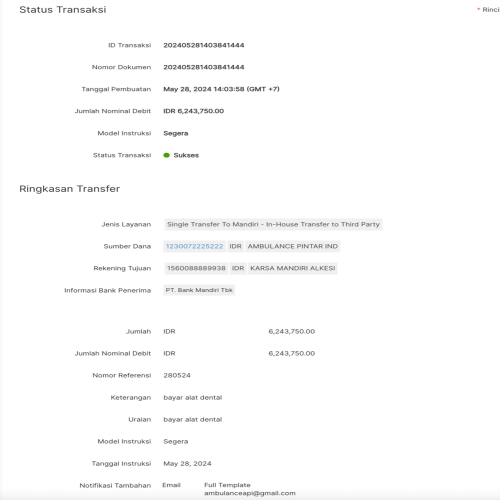 Status Transaksi
* Rinci
ID Transaksi 202405281403841444
Nomor Dokumen 202405281403841444
Tanggal Pembuatan May 28, 2024 14:03:58 (GMT +7)
Jumlah Nominal Debit IDR 6,243,750.00
Model Instruksi Segera
Status Transaksi Sukses
Ringkasan Transfer
Jenis Layanan Single Transfer To Mandiri - In-House Transfer to Third Party
Sumber Dana 1230072225222 IDR AMBULANCE PINTAR IND
Rekening Tujuan 1560088889938 IDR KARSA MANDIRI ALKESI
Informasi Bank Penerima PT. Bank Mandiri Tbk
Jumlah IDR 6,243,750.00
Jumlah Nominal Debit IDR 6,243,750.00
Nomor Referensi 280524
Keterangan bayar alat dental
Uraian bayar alat dental
Model Instruksi Segera
Tanggal Instruksi May 28, 2024
Notifikasi Tambahan Email Full Template
ambulanceapi@gmail.com